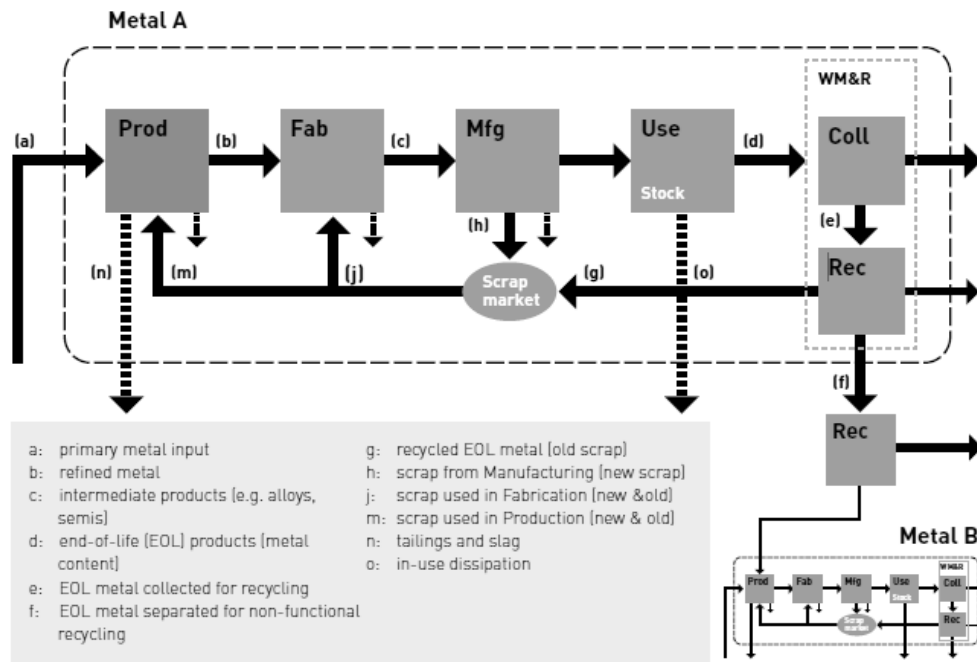 Metal A
WM&R
(a)
Prod
(b)
Fab
(c)
Mfg
Use
Stock
(d)
Coll
(h)
(e)
(n)
(m)
(j)
Scrap
market
(g)
(o)
Rec
(f)
Rec
a: primary metal input
b: refined metal
c: intermediate products (e.g. alloys,
semis)
d: end-of-life (EOL) products (metal
content)
e: EOL metal collected for recycling
f: EOL metal separated for non-functional
recycling
g: recycled EOL metal (old scrap)
h: scrap from Manufacturing (new scrap)
j: scrap used in Fabrication (new &old)
m: scrap used in Production (new & old)
n: tailings and slag
o: in-use dissipation
Metal B
WM&R
Prod
Fab
Mfg
Use
Stock
Coll
Scrap
market
Rec